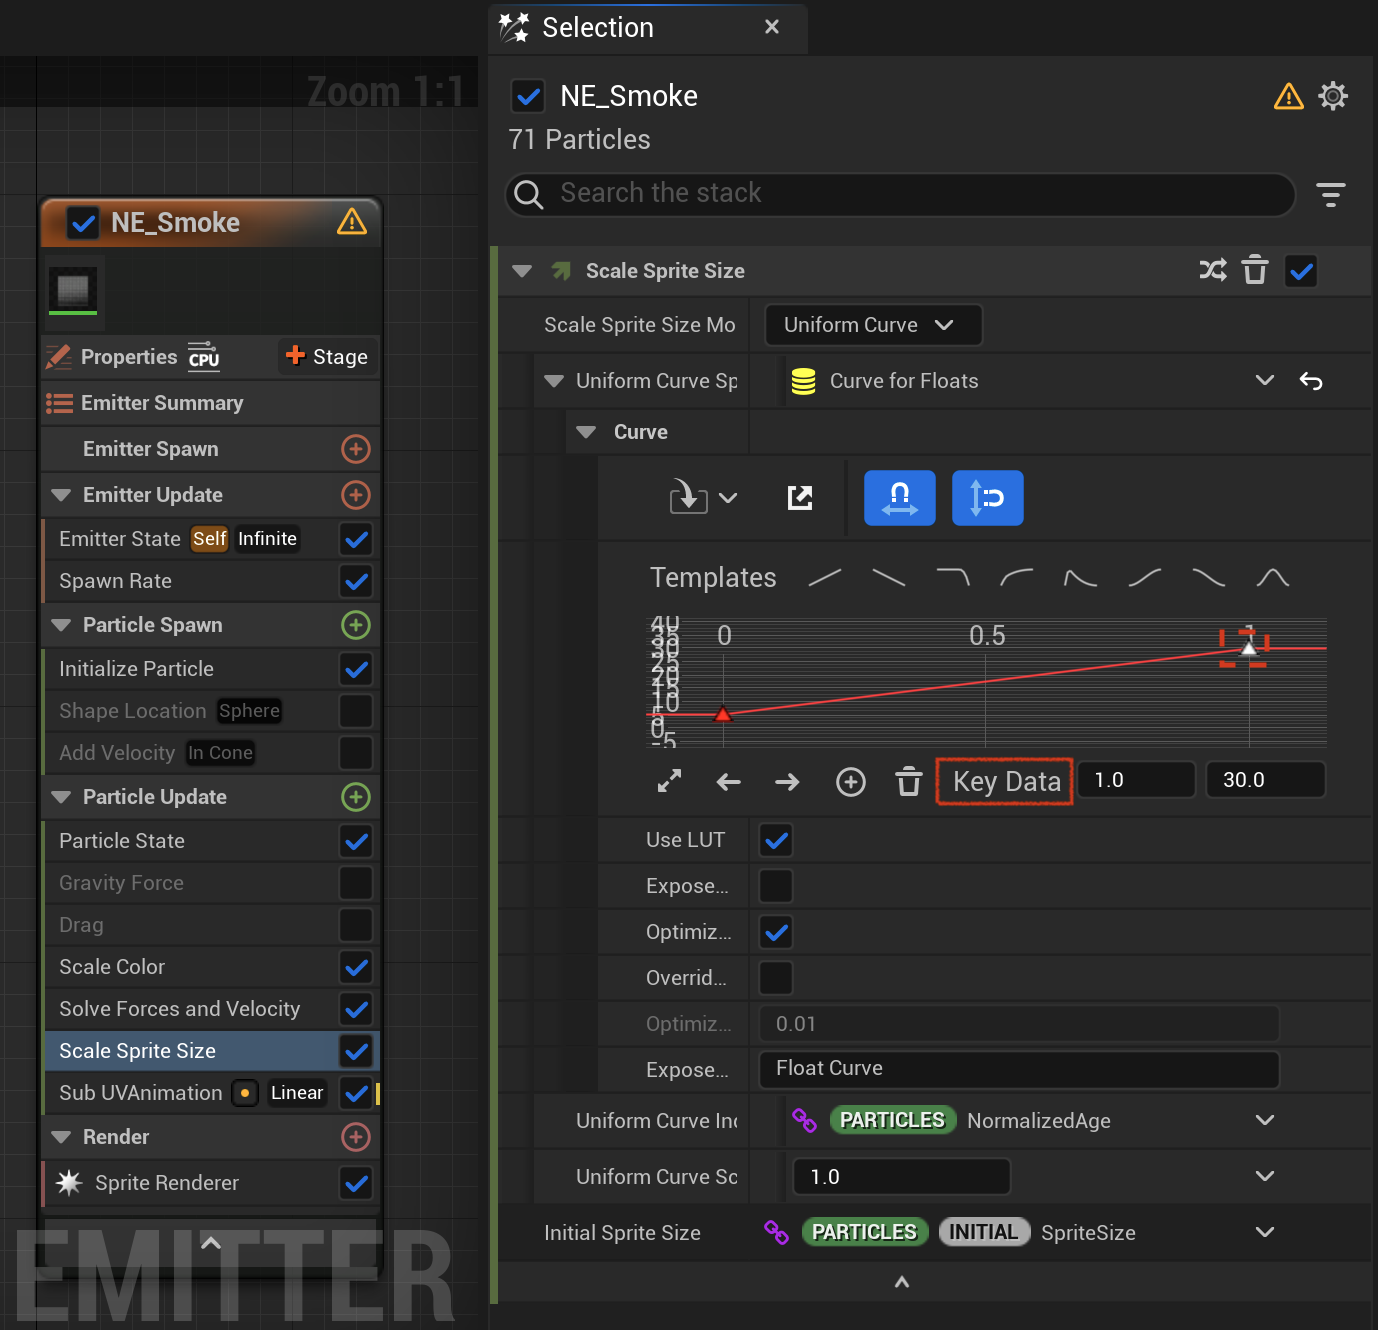 Selection
Zoom 1:1
NE_Smoke
71 Particles
Search the stack
NE_Smoke
Properties CPU Stage
Emitter Summary
Emitter Spawn
Emitter Update
Emitter State Self Infinite
Spawn Rate
Particle Spawn
Initialize Particle
Shape Location Sphere
Add Velocity In Cone
Particle Update
Particle State
Gravity Force
Drag
Scale Color
Solve Forces and Velocity
Scale Sprite Size
Sub UVAnimation Linear
Render
Sprite Renderer
EMITTER
Scale Sprite Size
Scale Sprite Size Mo
Uniform Curve
Uniform Curve Sp
Curve for Floats
Curve
Templates
40
35
30
25
20
15
10
5
0
-5
0 0.5 1
Key Data 1.0 30.0
Use LUT
Expose...
Optimiz...
Overrid...
Optimiz... 0.01
Expose... Float Curve
Uniform Curve Inc PARTICLES NormalizedAge
Uniform Curve Sc 1.0
Initial Sprite Size PARTICLES INITIAL SpriteSize